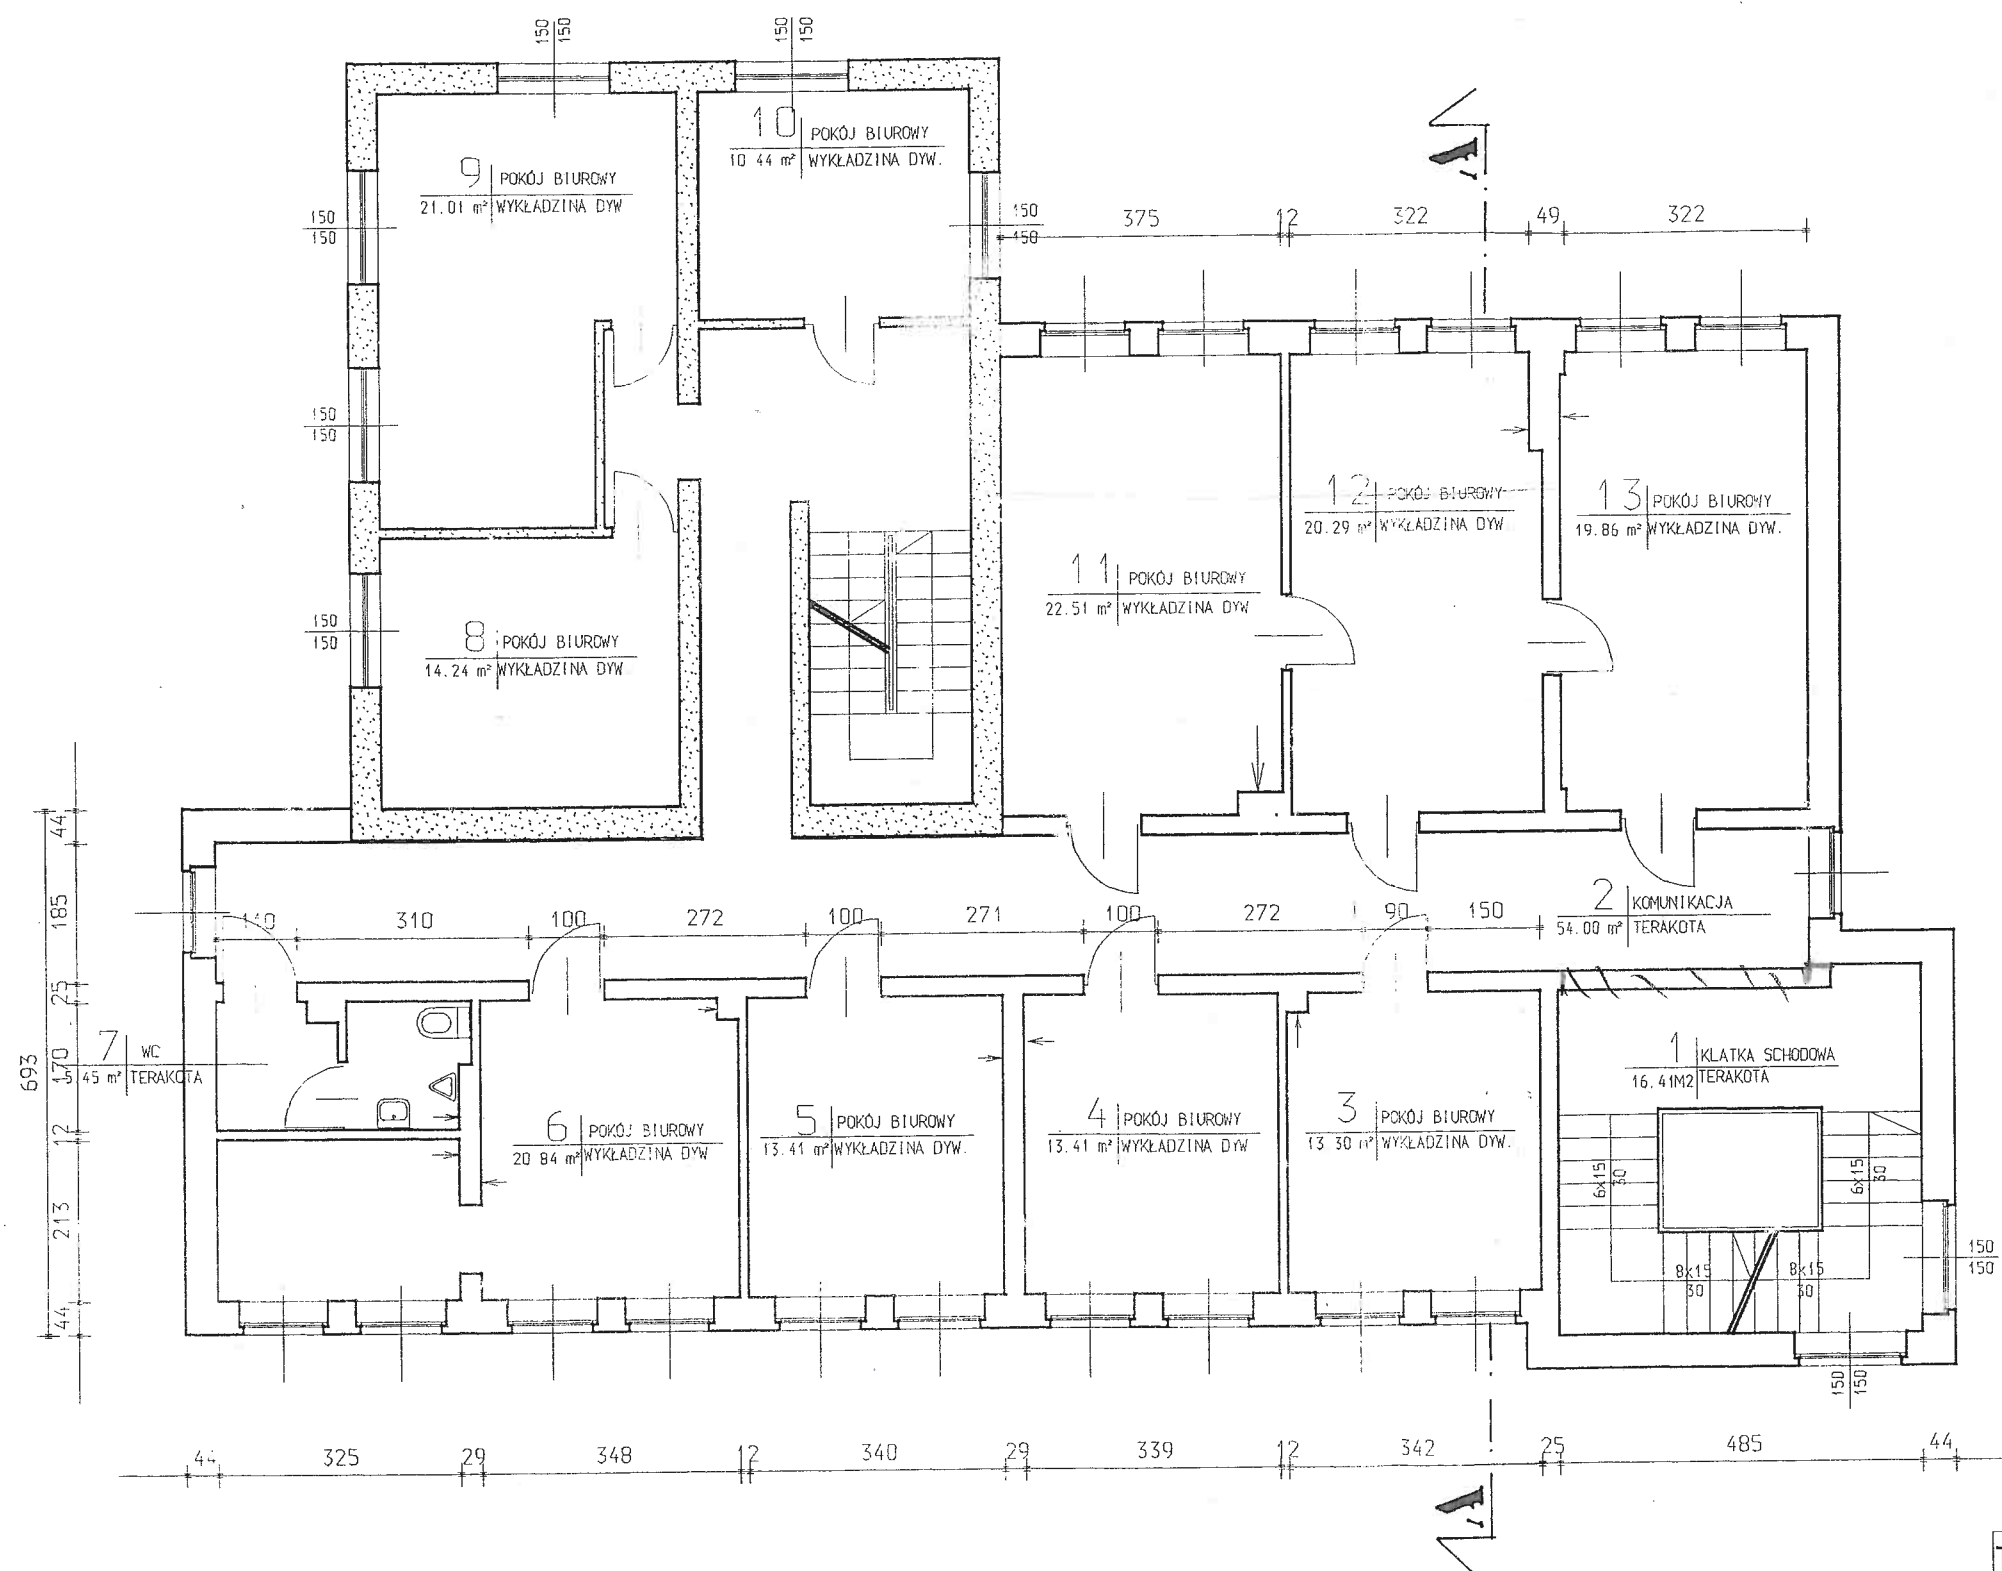 150
150
150
150
10 POKÓJ BIUROWY
10 44 m² WYKŁADZINA DYW.
9 POKÓJ BIUROWY
21.01 m² WYKŁADZINA DYW
150
150
150
150
375 12 322 49 322
150
150
12 POKÓJ BIUROWY
20.29 m² WYKŁADZINA DYW
13 POKÓJ BIUROWY
19.86 m² WYKŁADZINA DYW.
11 POKÓJ BIUROWY
22.51 m² WYKŁADZINA DYW
150
150
8 POKÓJ BIUROWY
14.24 m² WYKŁADZINA DYW
44
185
25
170
12
213
44
693
140 310 100 272 100 271 100 272 90 150
2 KOMUNIKACJA
54.00 m² TERAKOTA
7 WC
45 m² TERAKOTA
6 POKÓJ BIUROWY
20 84 m² WYKŁADZINA DYW
5 POKÓJ BIUROWY
13.41 m² WYKŁADZINA DYW.
4 POKÓJ BIUROWY
13.41 m² WYKŁADZINA DYW
3 POKÓJ BIUROWY
13 30 m² WYKŁADZINA DYW.
1 KLATKA SCHODOWA
16.41M2 TERAKOTA
6x15
30
6x15
30
8x15
30
8x15
30
150
150
150
150
44 325 29 348 12 340 29 339 12 342 25 485 44